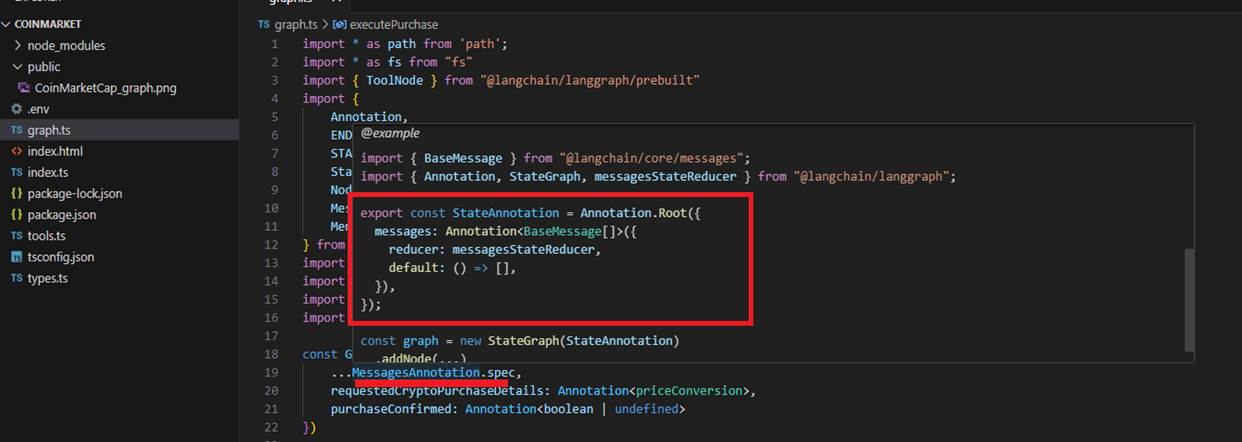 COINMARKET
node_modules
public
CoinMarketCap_graph.png
.env
TS graph.ts
<> index.html
TS index.ts
{} package-lock.json
{} package.json
TS tools.ts
tsconfig.json
TS types.ts
TS graph.ts > executePurchase
1 import * as path from 'path';
2 import * as fs from "fs"
3 import { ToolNode } from "@langchain/langgraph/prebuilt"
4 import {
5 Annotation,
6 END
7 STA
8 Sta
9 Nod
10 Mes
11 Mem
12 } from
13 import
14 import
15 import
16 import
17
18 const G
19 ...MessagesAnnotation.spec,
20 requestedCryptoPurchaseDetails: Annotation<priceConversion>,
21 purchaseConfirmed: Annotation<boolean | undefined>
22 })
@example
import { BaseMessage } from "@langchain/core/messages";
import { Annotation, StateGraph, messagesStateReducer } from "@langchain/langgraph";
export const StateAnnotation = Annotation.Root({
messages: Annotation<BaseMessage[]>({
reducer: messagesStateReducer,
default: () => [],
}),
});
const graph = new StateGraph(StateAnnotation)
.addNode(...)